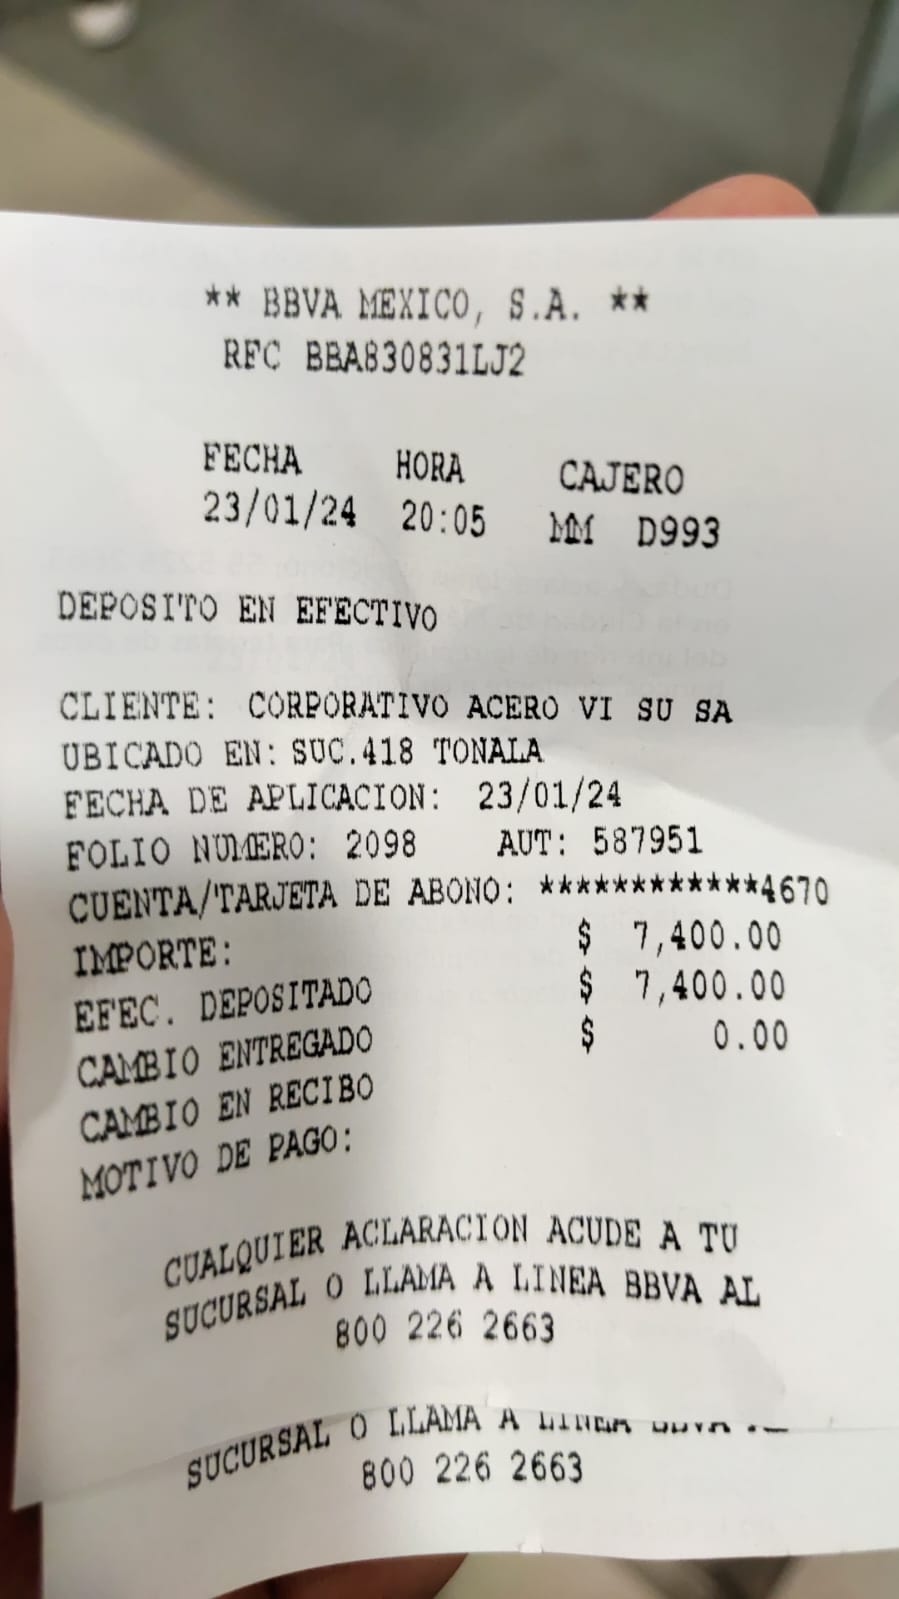 ** BBVA MEXICO, S.A. **
RFC BBA830831LJ2
FECHA HORA CAJERO
23/01/24 20:05 MM D993
DEPOSITO EN EFECTIVO
CLIENTE: CORPORATIVO ACERO VI SU SA
UBICADO EN: SUC.418 TONALA
FECHA DE APLICACION: 23/01/24
FOLIO NUMERO: 2098 AUT: 587951
CUENTA/TARJETA DE ABONO: ************4670
IMPORTE: $ 7,400.00
EFEC. DEPOSITADO $ 7,400.00
CAMBIO ENTREGADO $ 0.00
CAMBIO EN RECIBO
MOTIVO DE PAGO:
CUALQUIER ACLARACION ACUDE A TU
SUCURSAL O LLAMA A LINEA BBVA AL
800 226 2663
SUCURSAL O LLAMA A LINEA BBVA AL
800 226 2663